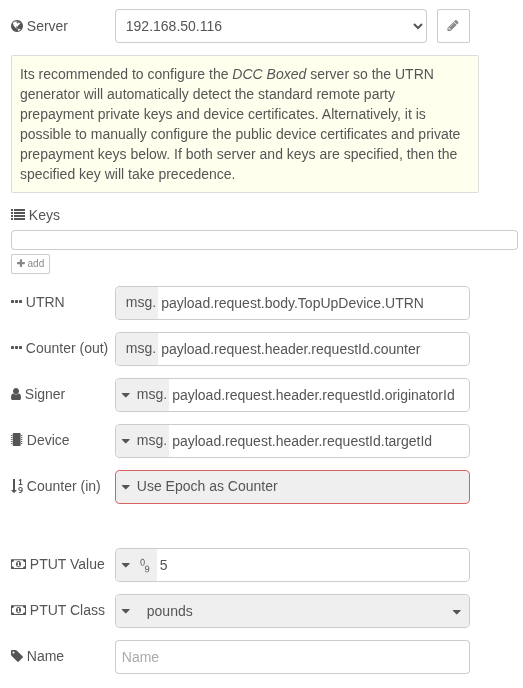 Server 192.168.50.116
Its recommended to configure the DCC Boxed server so the UTRN
generator will automatically detect the standard remote party
prepayment private keys and device certificates. Alternatively, it is
possible to manually configure the public device certificates and private
prepayment keys below. If both server and keys are specified, then the
specified key will take precedence.
Keys
add
UTRN msg. payload.request.body.TopUpDevice.UTRN
Counter (out) msg. payload.request.header.requestId.counter
Signer msg. payload.request.header.requestId.originatorId
Device msg. payload.request.header.requestId.targetId
Counter (in) Use Epoch as Counter
PTUT Value 5
PTUT Class pounds
Name Name